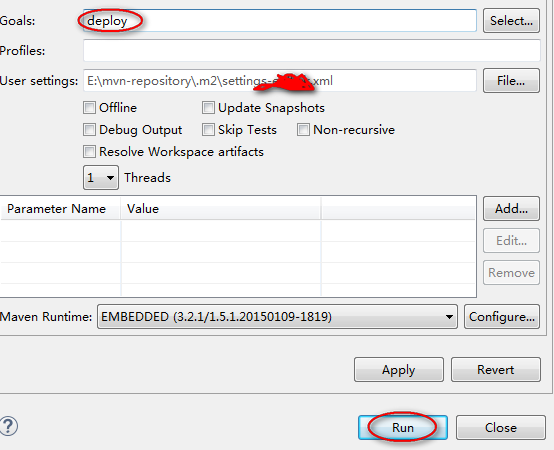 Goals: deploy Select...
Profiles:
User settings: E:\mvn-repository\.m2\settings- .xml File...
Offline Update Snapshots
Debug Output Skip Tests Non-recursive
Resolve Workspace artifacts
1 Threads
Parameter Name Value Add...
Edit...
Remove
Maven Runtime: EMBEDDED (3.2.1/1.5.1.20150109-1819) Configure...
Apply Revert
? Run Close